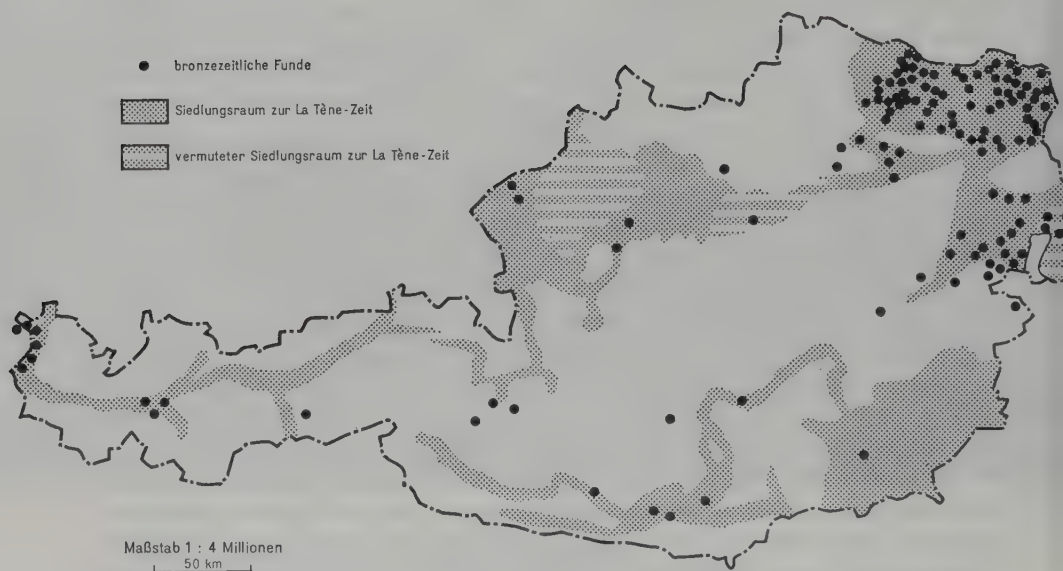 bronzezeitliche Funde
Siedlungsraum zur La Tène-Zeit
vermuteter Siedlungsraum zur La Tène-Zeit
Maßstab 1 : 4 Millionen
50 km